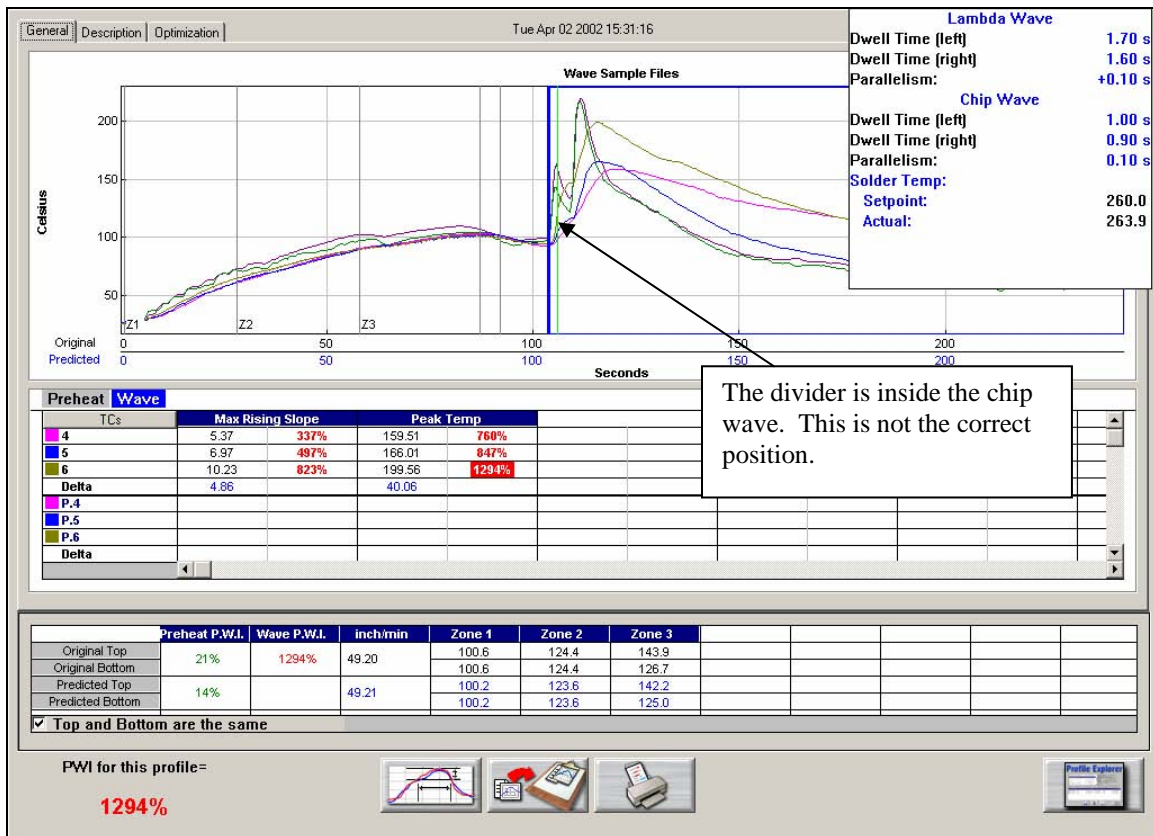 General Description Optimization
Tue Apr 02 2002 15:31:16
Lambda Wave
Dwell Time (left) 1.70 s
Dwell Time (right) 1.60 s
Parallelism: +0.10 s
Chip Wave
Dwell Time (left) 1.00 s
Dwell Time (right) 0.90 s
Parallelism: 0.10 s
Solder Temp:
Setpoint: 260.0
Actual: 263.9
Wave Sample Files
Celsius
200
150
100
50
Z1 Z2 Z3
Original 0 50 100 150 200
Predicted 0 50 100 150 200
Seconds
The divider is inside the chip
wave. This is not the correct
position.
Preheat Wave
TCs Max Rising Slope Peak Temp
4 5.37 337% 159.51 760%
5 6.97 497% 166.01 847%
6 10.23 823% 199.56 1294%
Delta 4.86 40.06
P.4
P.5
P.6
Delta
Preheat P.W.I. Wave P.W.I. inch/min Zone 1 Zone 2 Zone 3
Original Top 21% 1294% 49.20 100.6 124.4 143.9
Original Bottom 100.6 124.4 126.7
Predicted Top 14% 49.21 100.2 123.6 142.2
Predicted Bottom 100.2 123.6 125.0
Top and Bottom are the same
PWI for this profile=
1294%
Profile Explorer